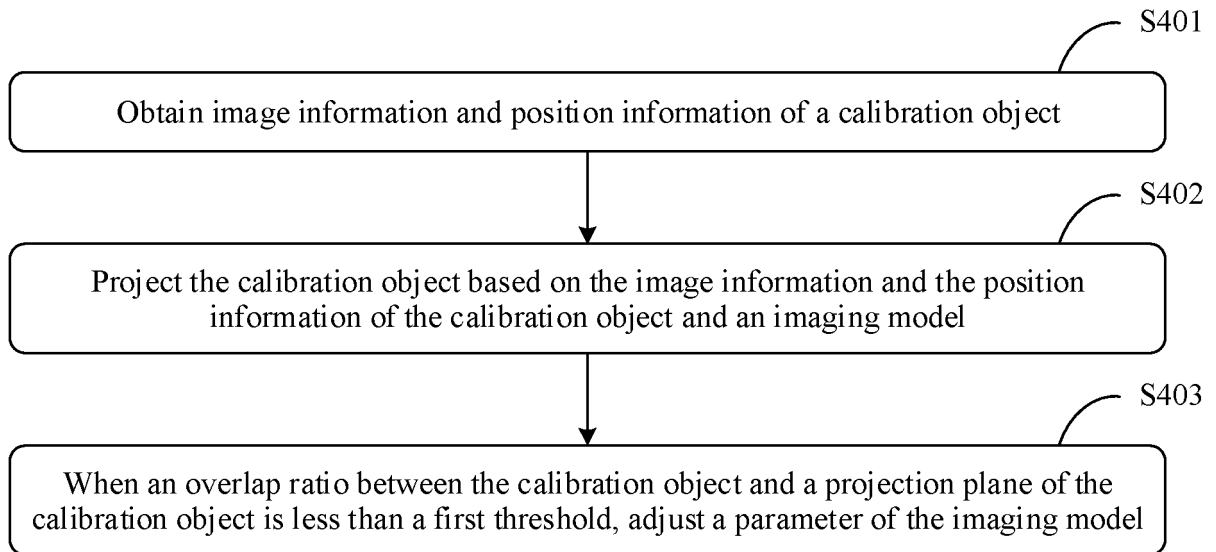 S401
Obtain image information and position information of a calibration object
S402
Project the calibration object based on the image information and the position
information of the calibration object and an imaging model
S403
When an overlap ratio between the calibration object and a projection plane of the
calibration object is less than a first threshold, adjust a parameter of the imaging model